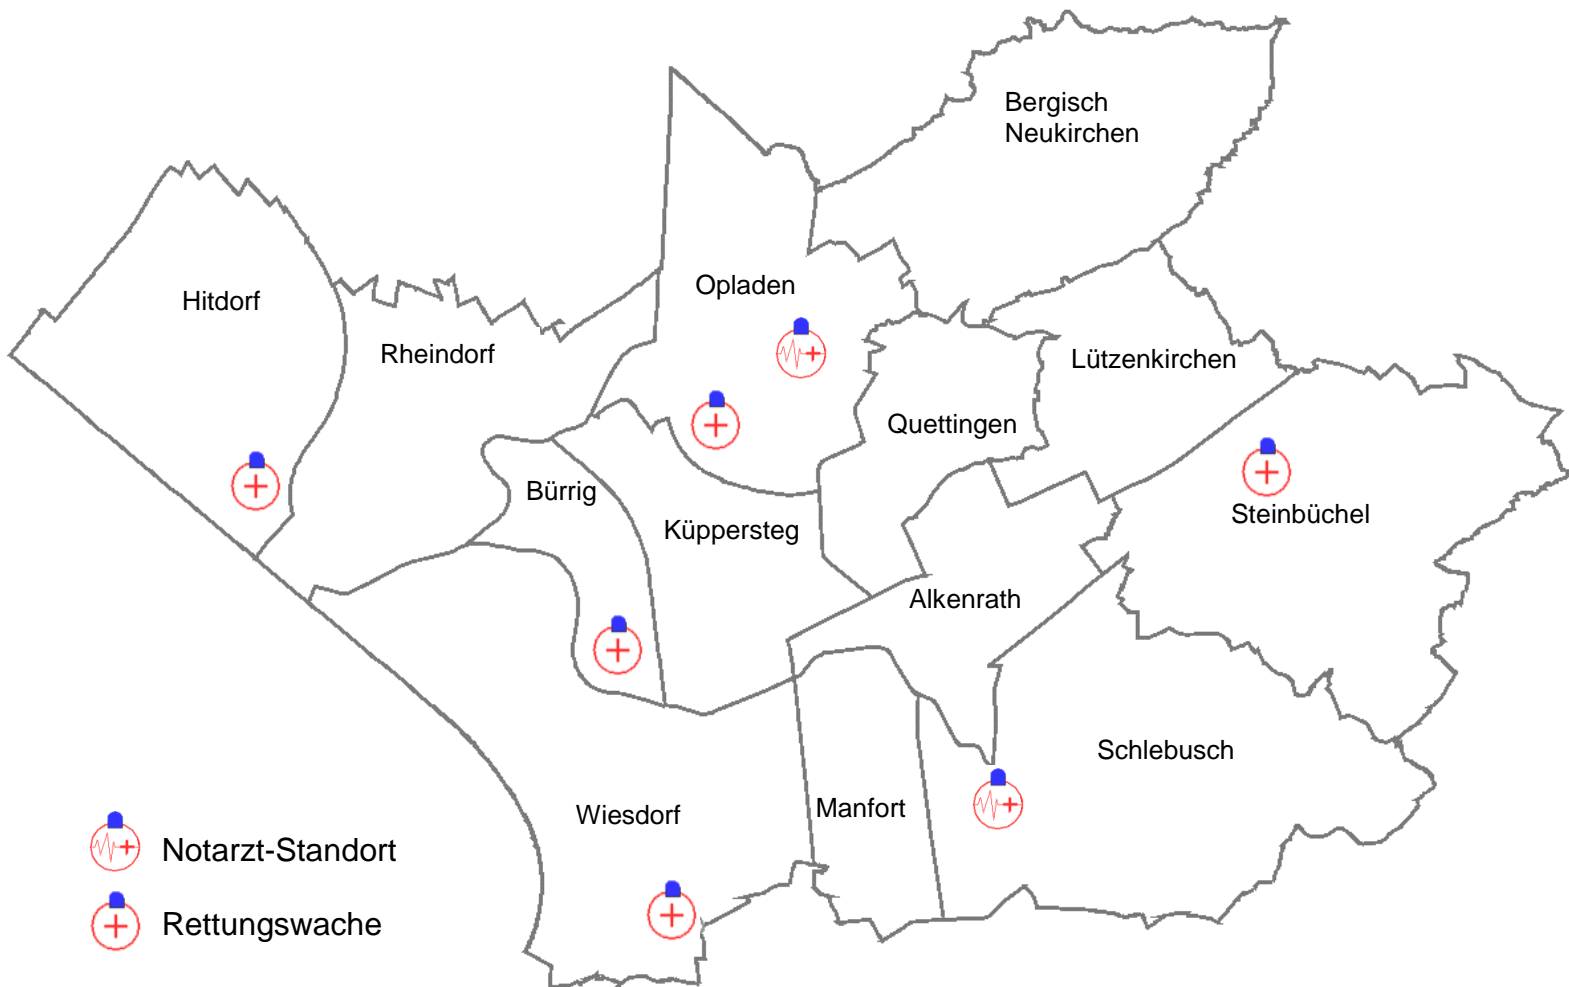 Bergisch
Neukirchen
Opladen
Hitdorf
Rheindorf
Lützenkirchen
Quettingen
Bürrig
Steinbüchel
Küppersteg
Alkenrath
Schlebusch
Manfort
Wiesdorf
Notarzt-Standort
Rettungswache